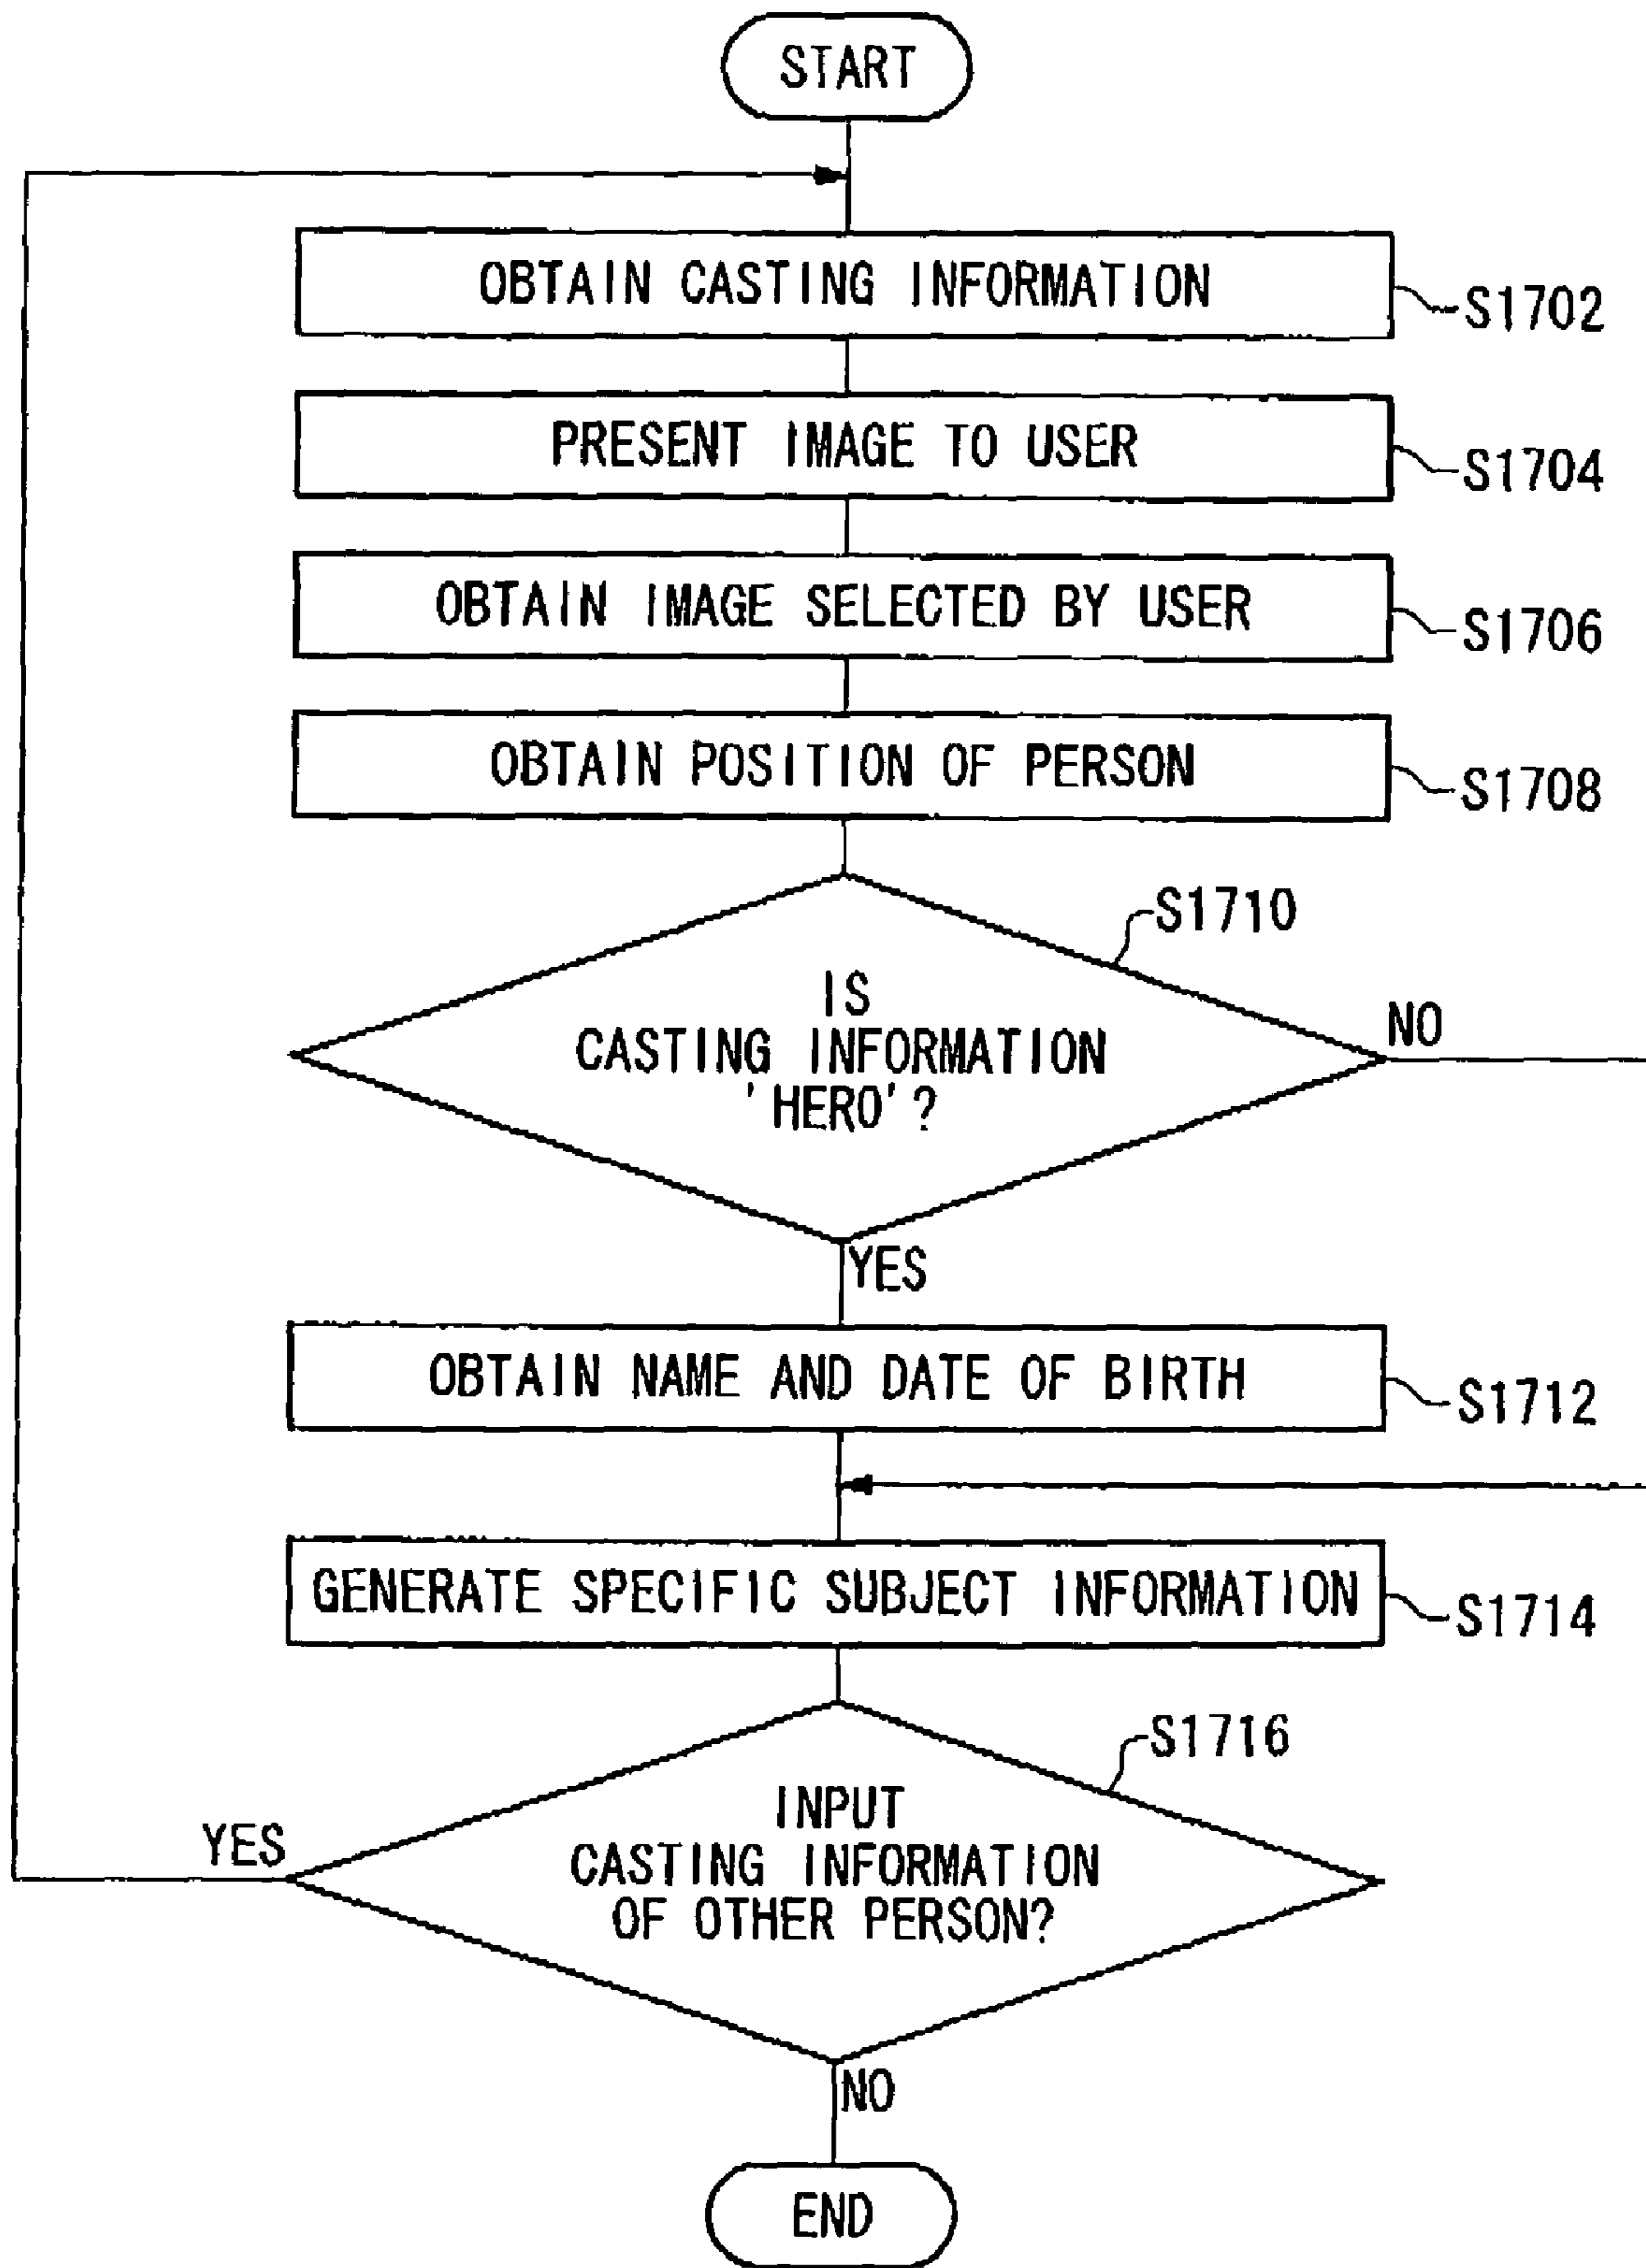 START
OBTAIN CASTING INFORMATION
S1702
PRESENT IMAGE TO USER
S1704
OBTAIN IMAGE SELECTED BY USER
S1706
OBTAIN POSITION OF PERSON
S1708
S1710
IS
CASTING INFORMATION
'HERO'?
NO
YES
OBTAIN NAME AND DATE OF BIRTH
S1712
GENERATE SPECIFIC SUBJECT INFORMATION
S1714
S1716
INPUT
CASTING INFORMATION
OF OTHER PERSON?
YES
NO
END